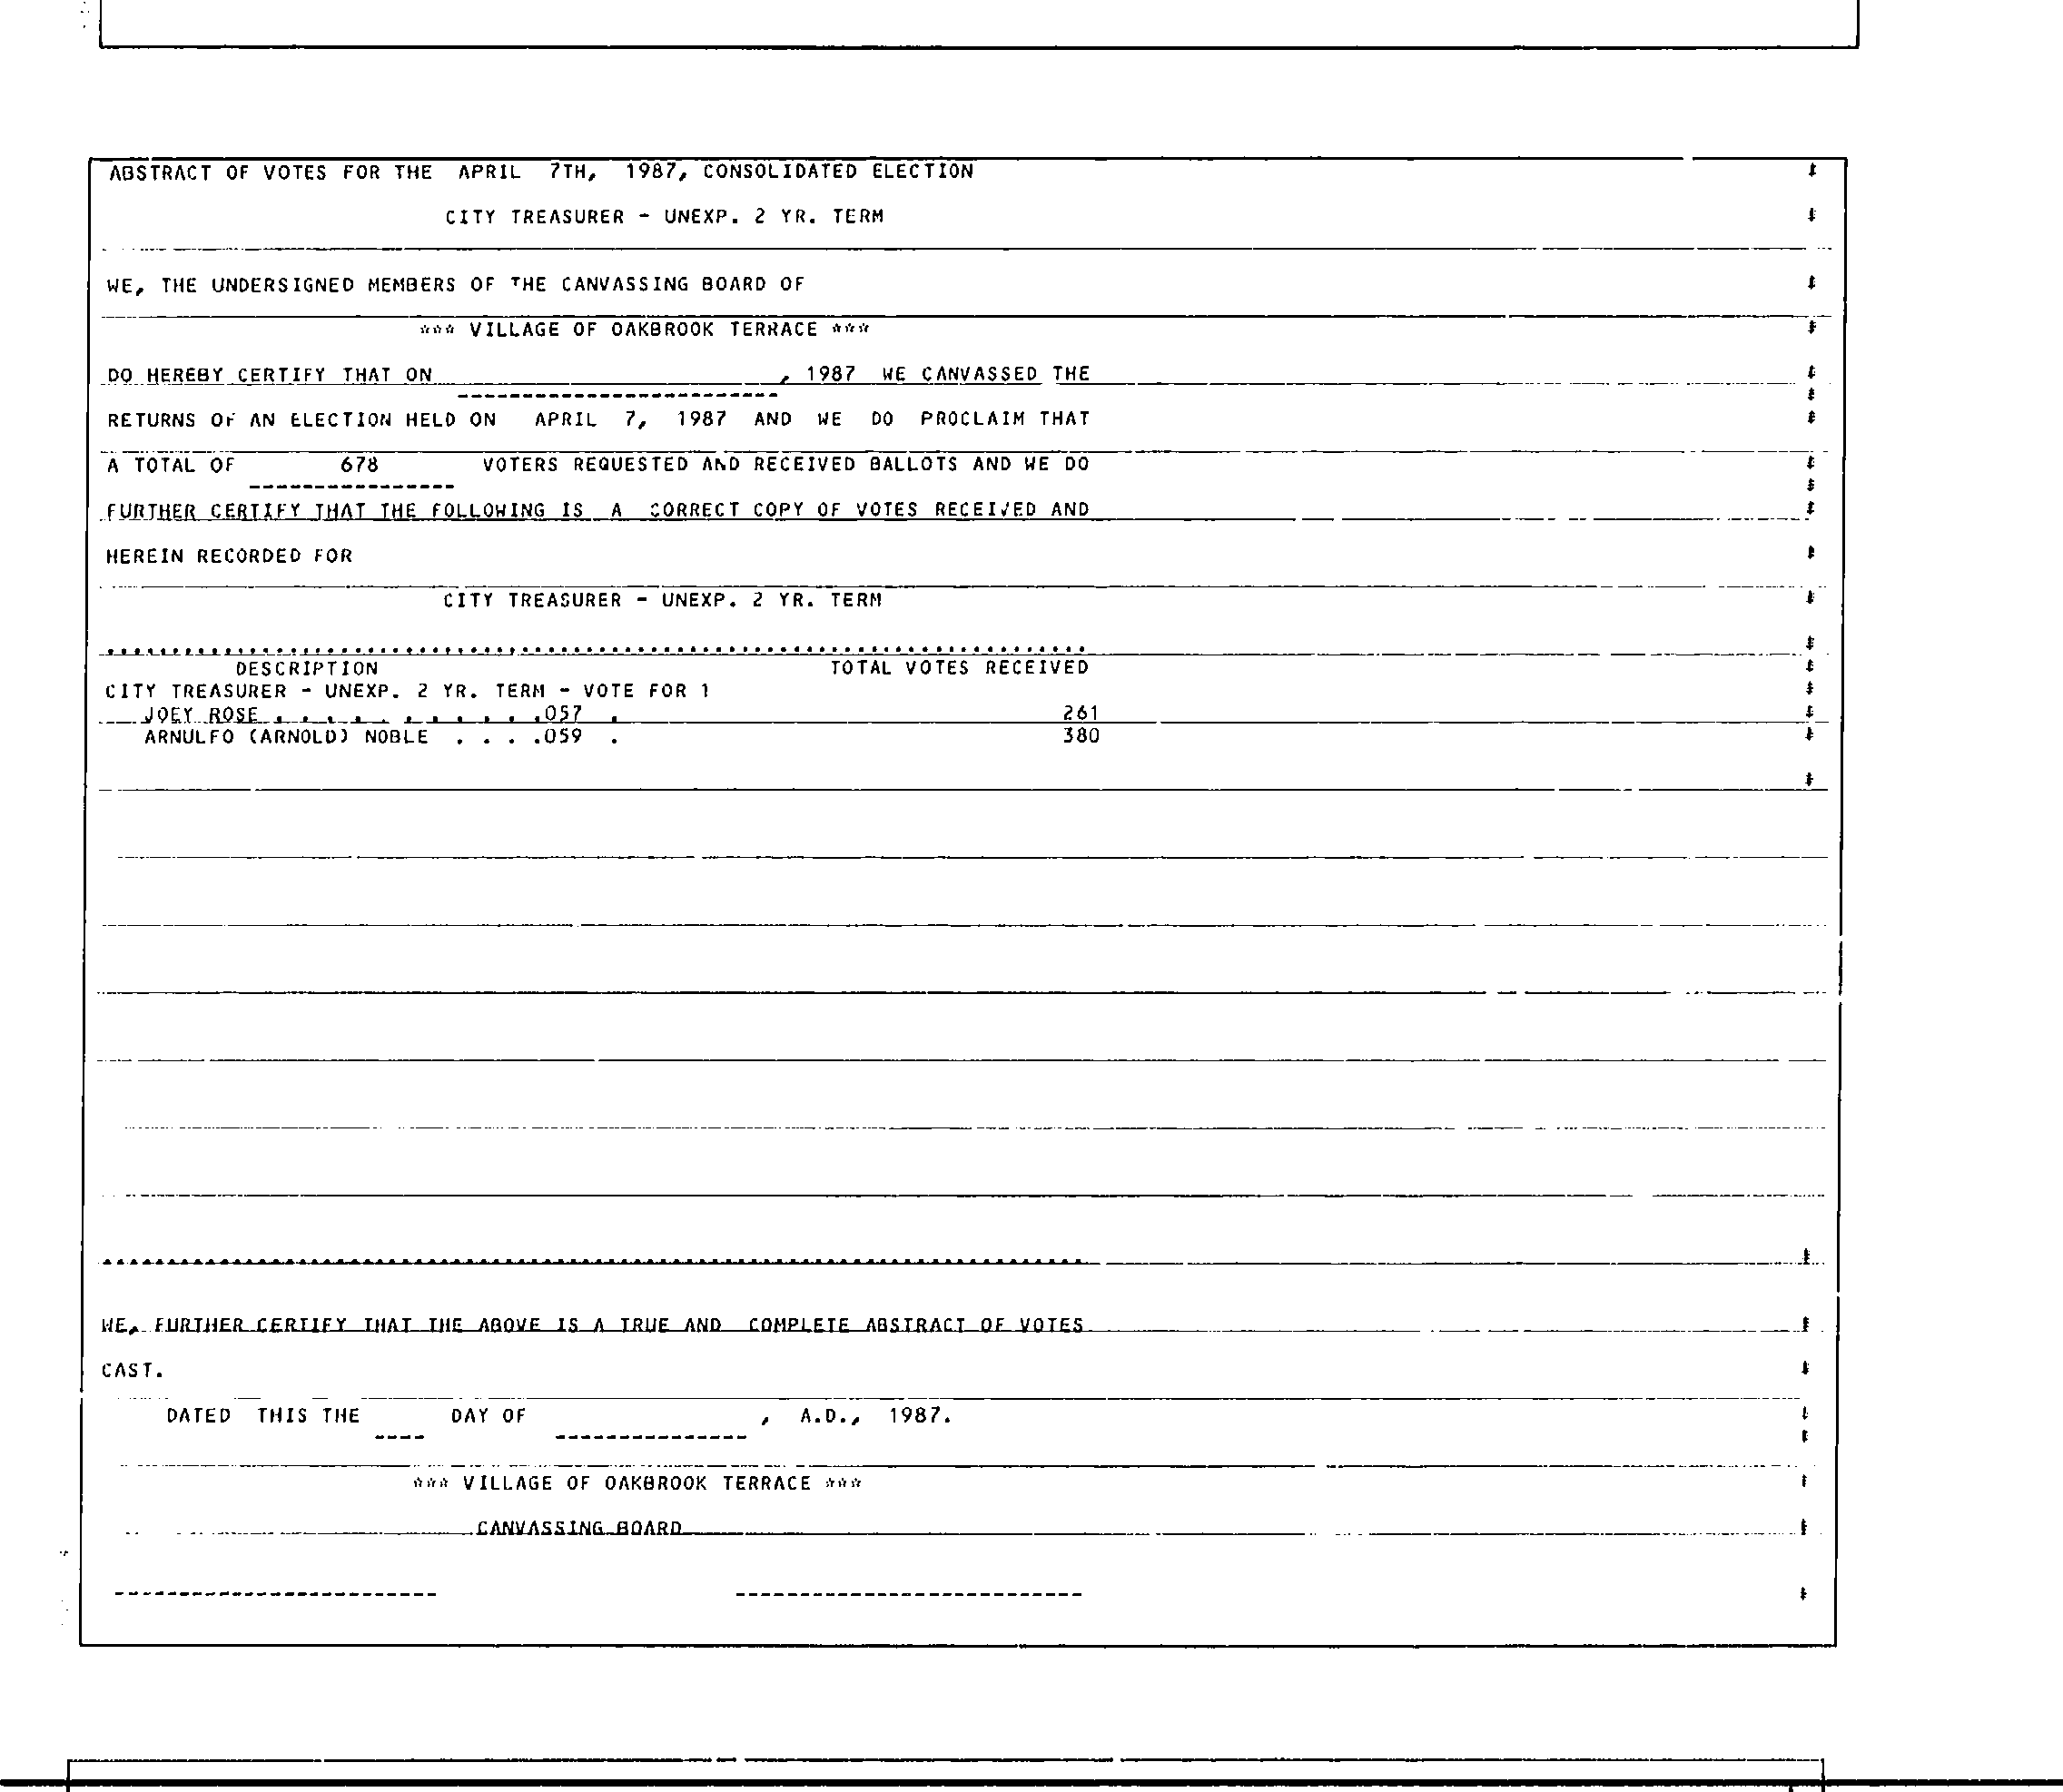 ABSTRACT OF VOTES FOR THE APRIL 7TH, 1987, CONSOLIDATED ELECTION
CITY TREASURER - UNEXP. 2 YR. TERM
WE, THE UNDERSIGNED MEMBERS OF THE CANVASSING BOARD OF
*** VILLAGE OF OAKBROOK TERRACE ***
DO HEREBY CERTIFY THAT ON , 1987 WE CANVASSED THE
RETURNS OF AN ELECTION HELD ON APRIL 7, 1987 AND WE DO PROCLAIM THAT
A TOTAL OF 678 VOTERS REQUESTED AND RECEIVED BALLOTS AND WE DO
FURTHER CERTIFY THAT THE FOLLOWING IS A CORRECT COPY OF VOTES RECEIVED AND
HEREIN RECORDED FOR
CITY TREASURER - UNEXP. 2 YR. TERM
DESCRIPTION TOTAL VOTES RECEIVED
CITY TREASURER - UNEXP. 2 YR. TERM - VOTE FOR 1
JOEY ROSE . . . . . . . . . . .057 . 261
ARNULFO (ARNOLD) NOBLE . . . .059 . 380
WE, FURTHER CERTIFY THAT THE ABOVE IS A TRUE AND COMPLETE ABSTRACT OF VOTES
CAST.
DATED THIS THE ---- DAY OF --------------- , A.D., 1987.
*** VILLAGE OF OAKBROOK TERRACE ***
CANVASSING BOARD